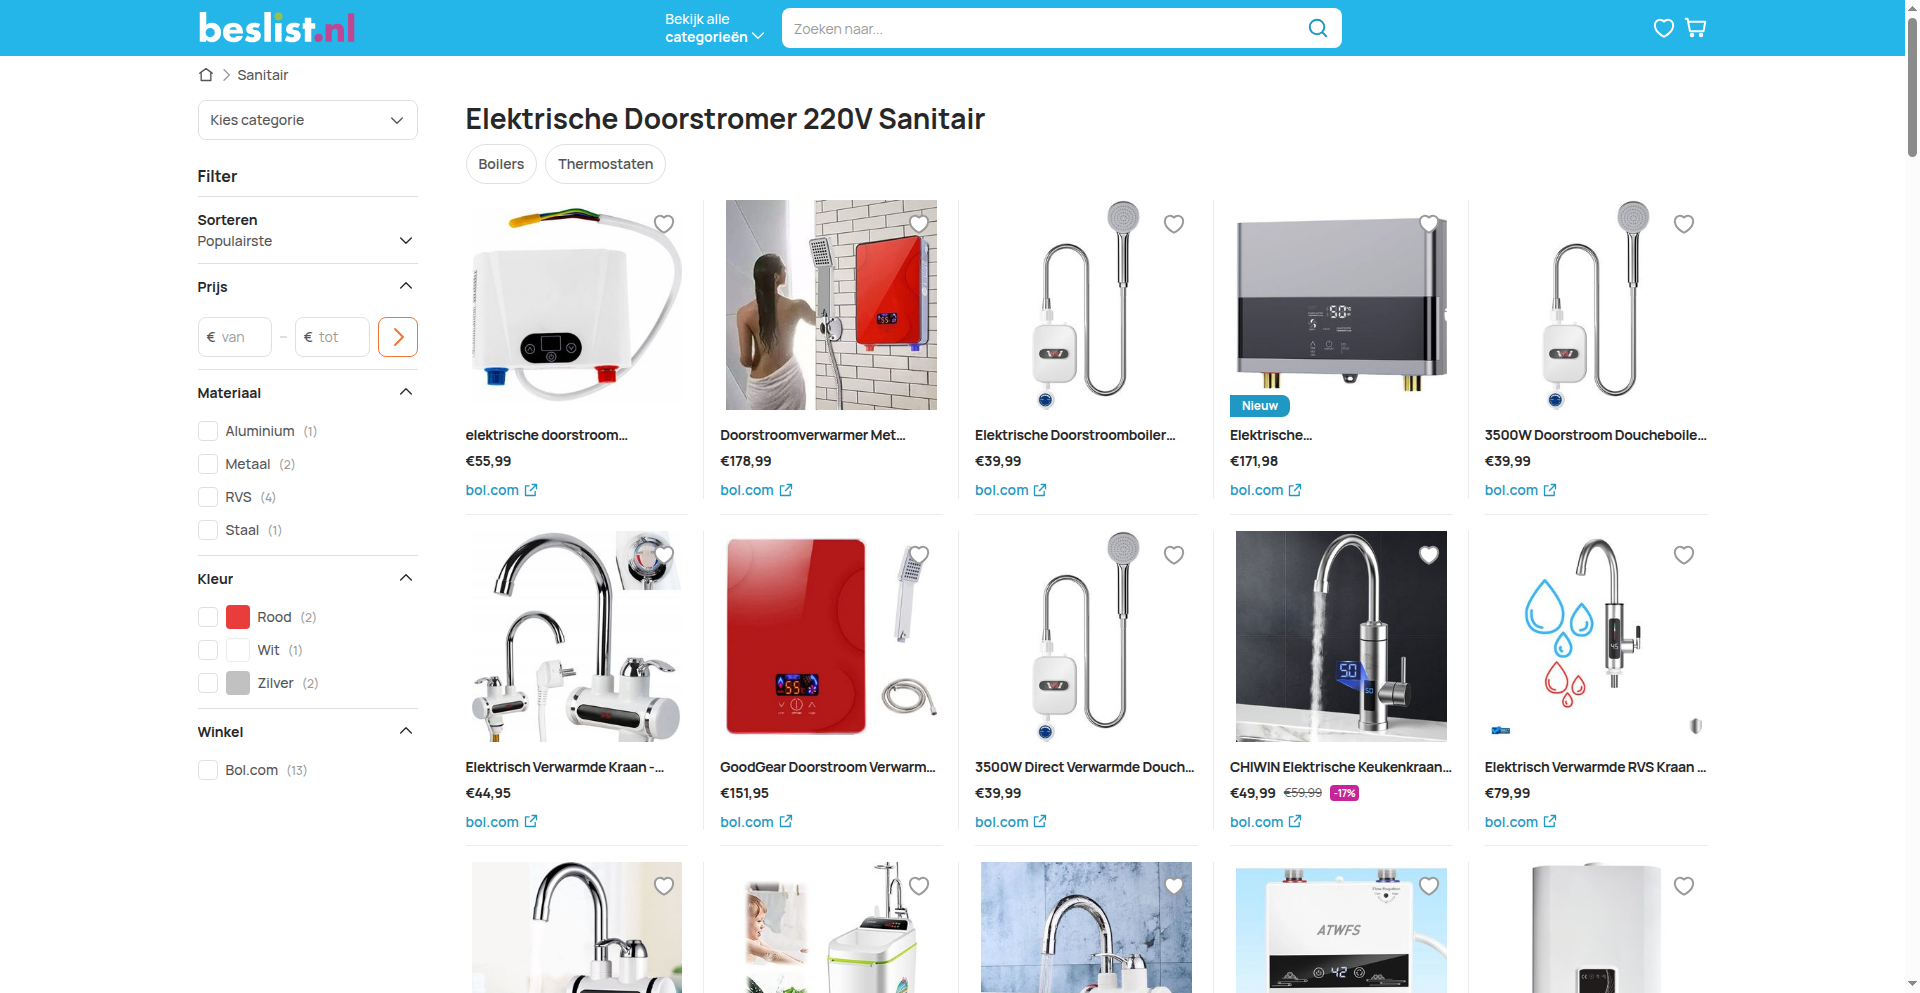 beslist.nl
Bekijk alle
categorieën
Zoeken naar...
Sanitair
Kies categorie
Filter
Sorteren
Populairste
Prijs
€ van – € tot
Materiaal
Aluminium (1)
Metaal (2)
RVS (4)
Staal (1)
Kleur
Rood (2)
Wit (1)
Zilver (2)
Winkel
Bol.com (13)
Elektrische Doorstromer 220V Sanitair
Boilers Thermostaten
50
Nieuw
elektrische doorstroom... Doorstroomverwarmer Met... Elektrische Doorstroomboiler... Elektrische... 3500W Doorstroom Doucheboile...
€55,99 €178,99 €39,99 €171,98 €39,99
bol.com bol.com bol.com bol.com bol.com
55
50
50
45
Elektrisch Verwarmde Kraan -... GoodGear Doorstroom Verwarm... 3500W Direct Verwarmde Douch... CHIWIN Elektrische Keukenkraan... Elektrisch Verwarmde RVS Kraan ...
€44,95 €151,95 €39,99 €49,99 €59,99 -17% €79,99
bol.com bol.com bol.com bol.com bol.com
ATWFS
42